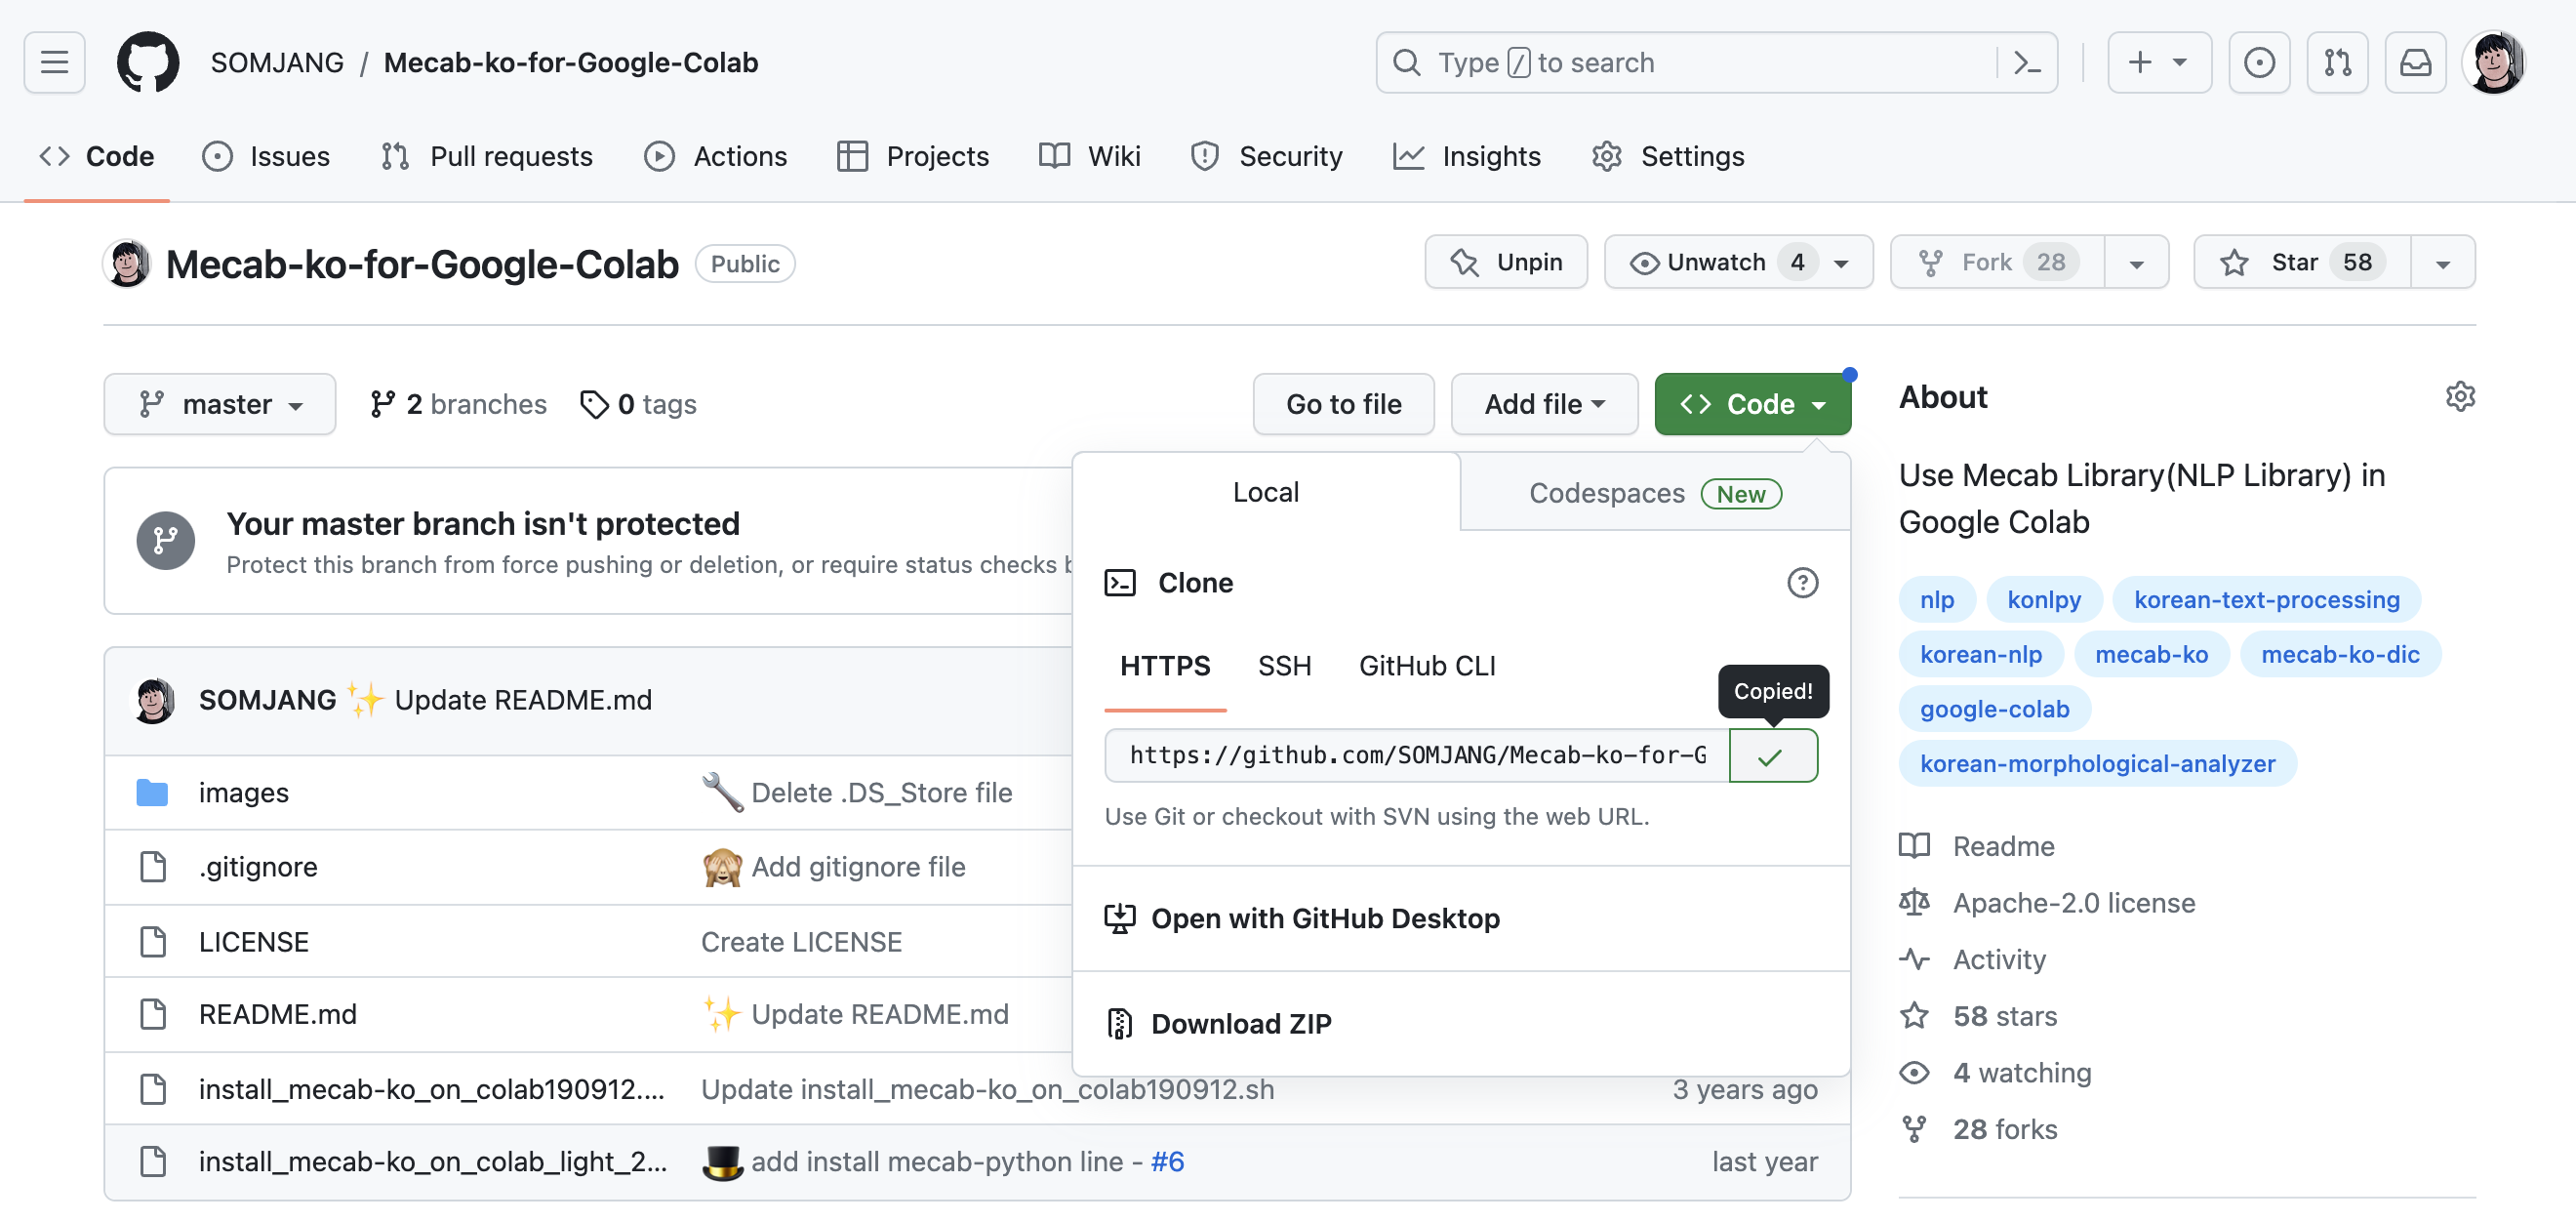 SOMJANG / Mecab-ko-for-Google-Colab
Type / to search
Code Issues Pull requests Actions Projects Wiki Security Insights Settings
Mecab-ko-for-Google-Colab Public
Unpin Unwatch 4 Fork 28 Star 58
master 2 branches 0 tags
Go to file Add file Code
Local Codespaces New
Clone
HTTPS SSH GitHub CLI
Copied!
https://github.com/SOMJANG/Mecab-ko-for-G
Use Git or checkout with SVN using the web URL.
Open with GitHub Desktop
Download ZIP
Your master branch isn't protected
Protect this branch from force pushing or deletion, or require status checks
SOMJANG ✨ Update README.md
images 🔧 Delete .DS_Store file
.gitignore 🙈 Add gitignore file
LICENSE Create LICENSE
README.md ✨ Update README.md
install_mecab-ko_on_colab190912.... Update install_mecab-ko_on_colab190912.sh 3 years ago
install_mecab-ko_on_colab_light_2... 🎩 add install mecab-python line - #6 last year
About
Use Mecab Library(NLP Library) in
Google Colab
nlp konlpy korean-text-processing
korean-nlp mecab-ko mecab-ko-dic
google-colab
korean-morphological-analyzer
Readme
Apache-2.0 license
Activity
58 stars
4 watching
28 forks